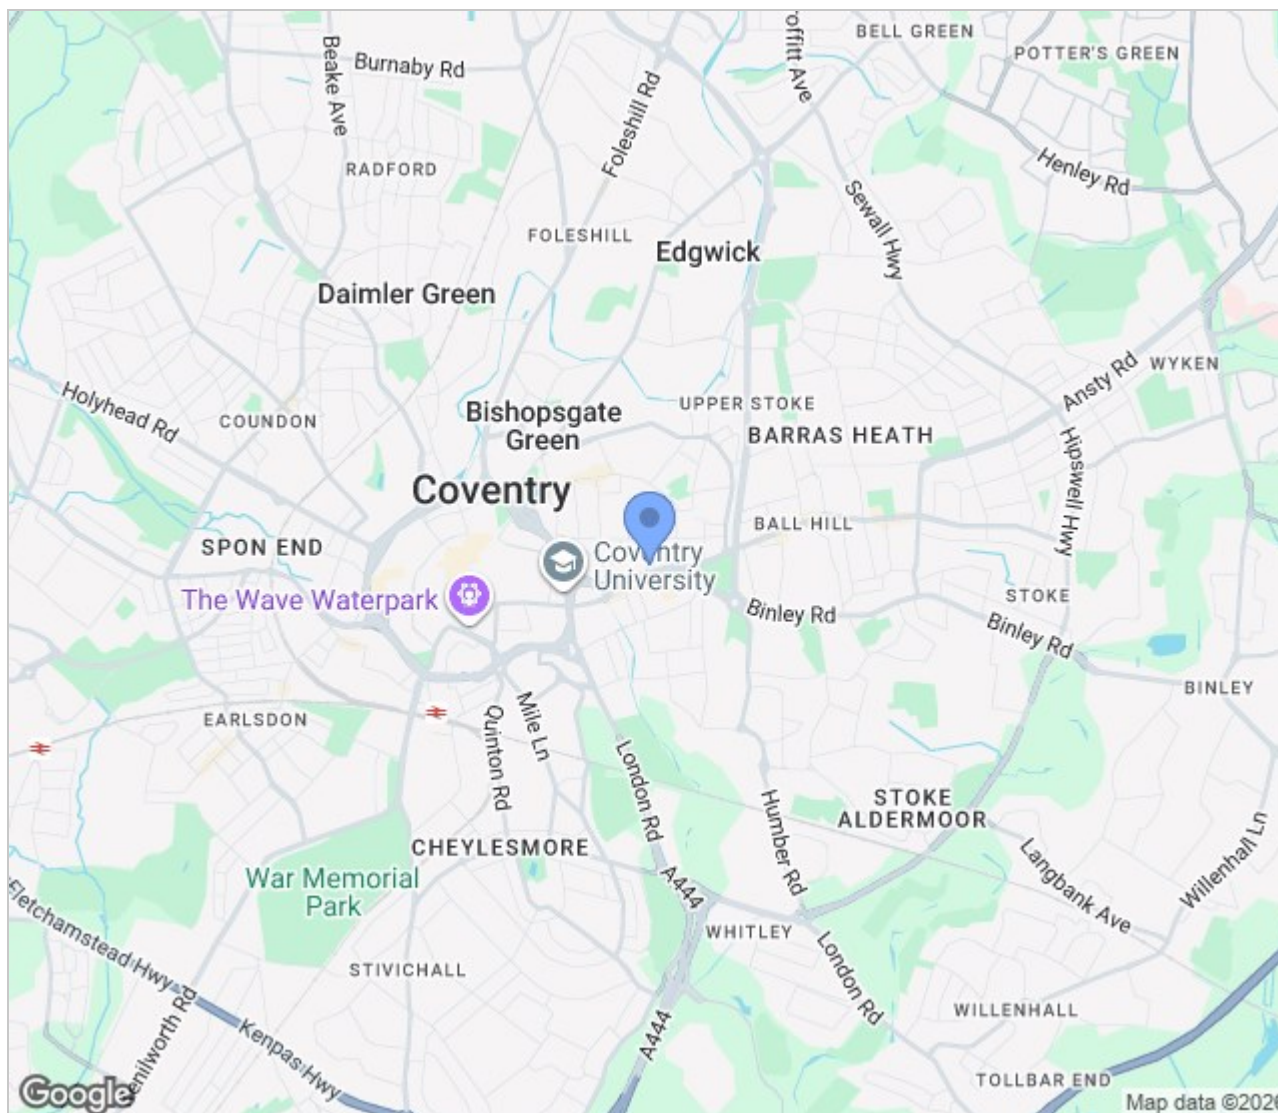 BELL GREEN
POTTER'S GREEN
Beake Ave
Burnaby Rd
Foleshill Rd
offitt Ave
Henley Rd
RADFORD
Sewall Hwy
FOLESHILL
Edgwick
Daimler Green
WYKEN
Ansty Rd
Holyhead Rd
COUNDON
Bishopsgate
Green
UPPER STOKE
BARRAS HEATH
Hipswell Hwy
Coventry
BALL HILL
SPON END
Coventry
University
The Wave Waterpark
Binley Rd
STOKE
Binley Rd
BINLEY
EARLSDON
Mile Ln
Quinton Rd
London Rd
Humber Rd
STOKE
ALDERMOOR
CHEYLESMORE
Langbank Ave
Willenhall Ln
War Memorial
Park
A444
Fletchamstead Hwy
WHITLEY
London Rd
STIVICHALL
WILLENHALL
A444
enilworth Rd
Kenpas Hwy
TOLLBAR END
Google
Map data ©2026